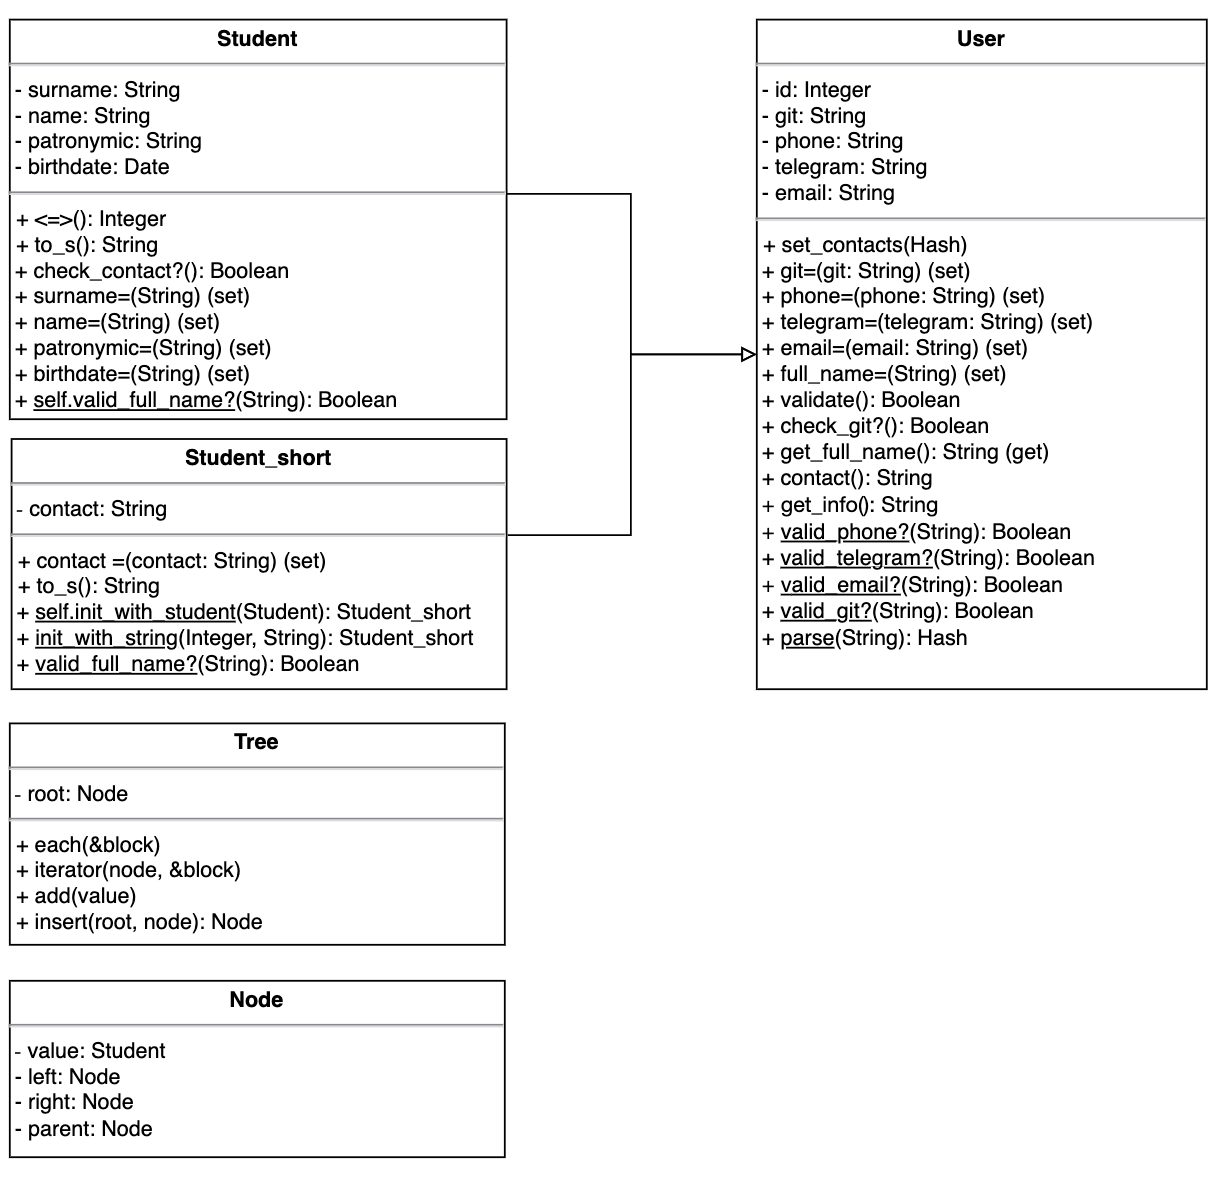 Student
- surname: String
- name: String
- patronymic: String
- birthdate: Date
+ <=>(): Integer
+ to_s(): String
+ check_contact?(): Boolean
+ surname=(String) (set)
+ name=(String) (set)
+ patronymic=(String) (set)
+ birthdate=(String) (set)
+ self.valid_full_name?(String): Boolean
User
- id: Integer
- git: String
- phone: String
- telegram: String
- email: String
+ set_contacts(Hash)
+ git=(git: String) (set)
+ phone=(phone: String) (set)
+ telegram=(telegram: String) (set)
+ email=(email: String) (set)
+ full_name=(String) (set)
+ validate(): Boolean
+ check_git?(): Boolean
+ get_full_name(): String (get)
+ contact(): String
+ get_info(): String
+ valid_phone?(String): Boolean
+ valid_telegram?(String): Boolean
+ valid_email?(String): Boolean
+ valid_git?(String): Boolean
+ parse(String): Hash
Student_short
- contact: String
+ contact =(contact: String) (set)
+ to_s(): String
+ self.init_with_student(Student): Student_short
+ init_with_string(Integer, String): Student_short
+ valid_full_name?(String): Boolean
Tree
- root: Node
+ each(&block)
+ iterator(node, &block)
+ add(value)
+ insert(root, node): Node
Node
- value: Student
- left: Node
- right: Node
- parent: Node